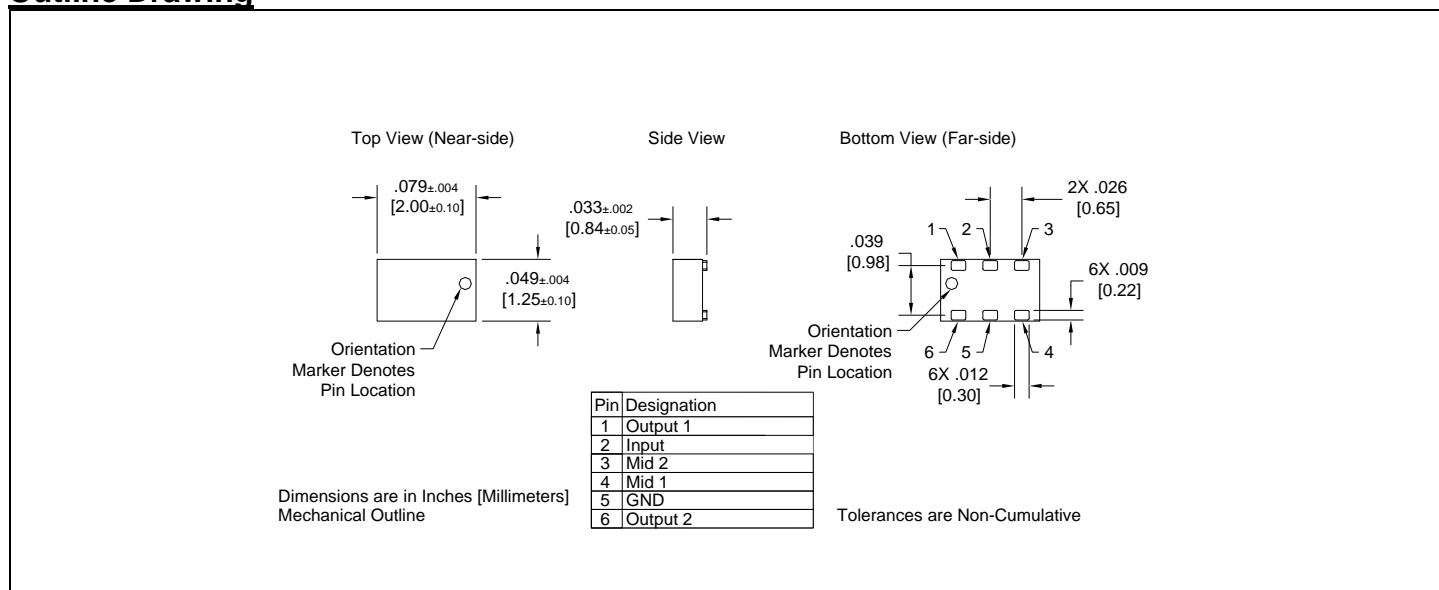 Outline Drawing
Top View (Near-side)
Side View
Bottom View (Far-side)
.079±.004
[2.00±0.10]
.049±.004
[1.25±0.10]
Orientation
Marker Denotes
Pin Location
.033±.002
[0.84±0.05]
2X .026
[0.65]
1 2 3
.039
[0.98]
6X .009
[0.22]
Orientation
Marker Denotes
Pin Location
6 5 4
6X .012
[0.30]
Pin Designation
1 Output 1
2 Input
3 Mid 2
4 Mid 1
5 GND
6 Output 2
Dimensions are in Inches [Millimeters]
Mechanical Outline
Tolerances are Non-Cumulative